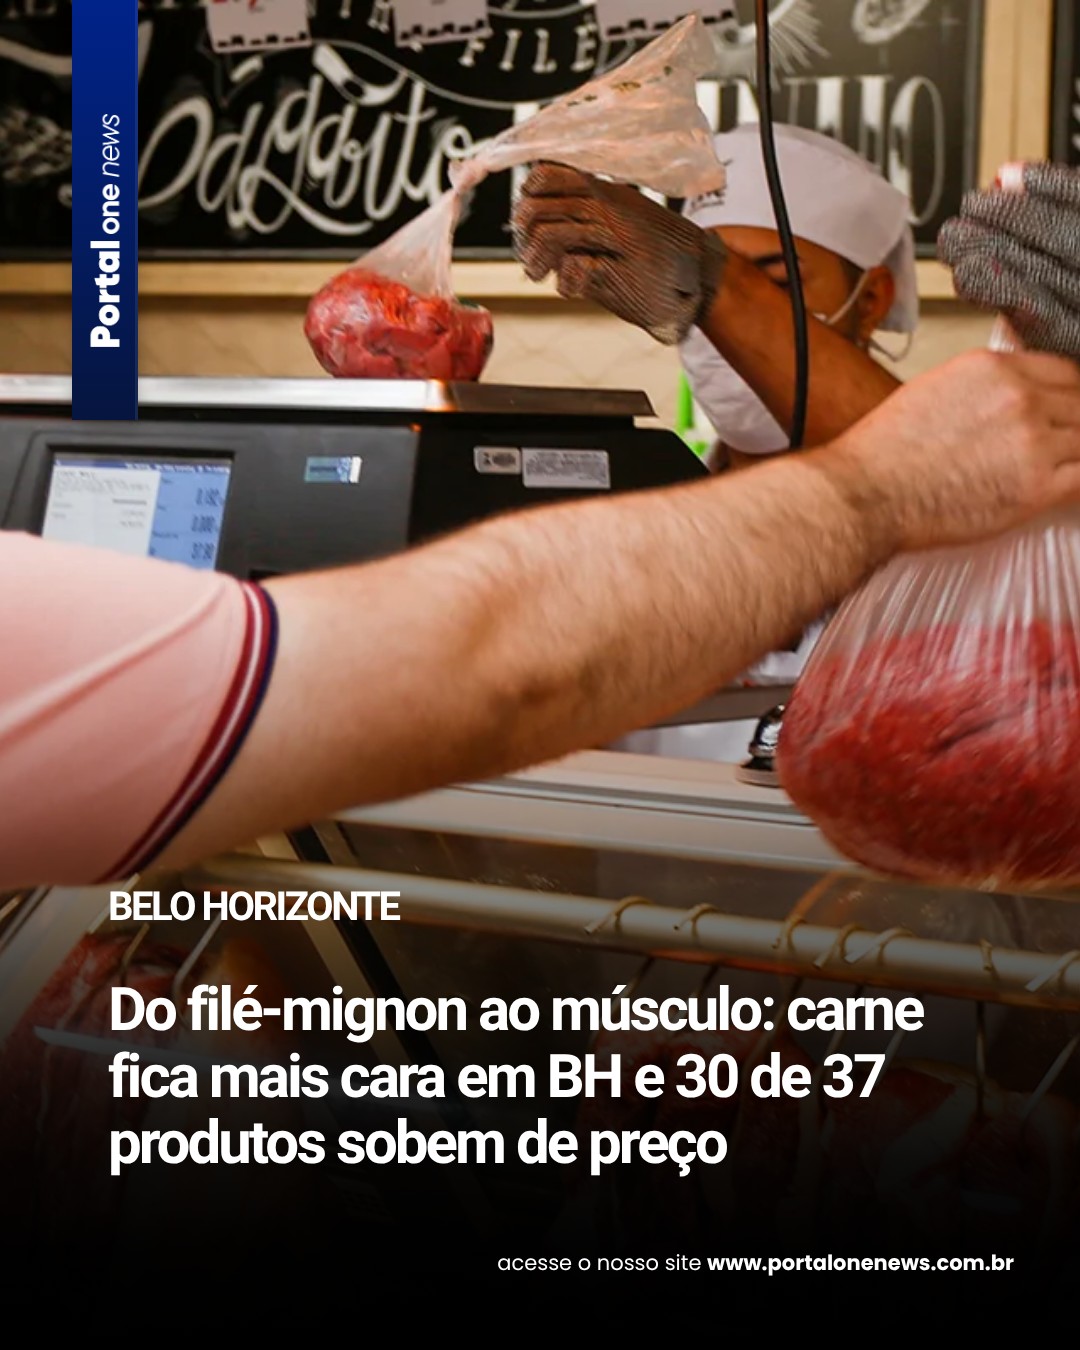 FILÉ
Portal one news
BELO HORIZONTE
Do filé-mignon ao músculo: carne
fica mais cara em BH e 30 de 37
produtos sobem de preço
acesse o nosso site www.portalonenews.com.br